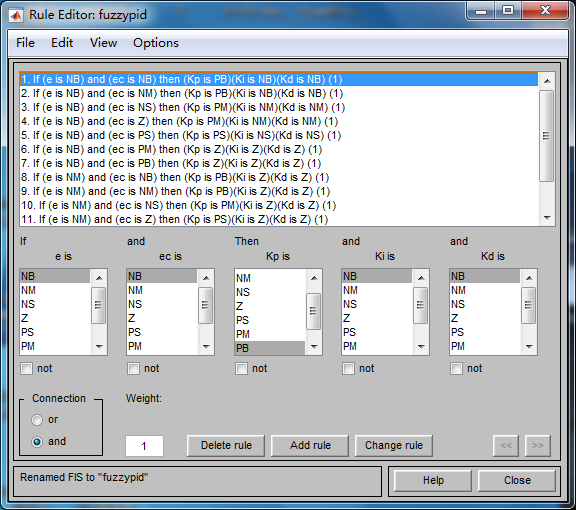 Rule Editor: fuzzypid
File Edit View Options
1. If (e is NB) and (ec is NB) then (Kp is PB)(Ki is NB)(Kd is NB) (1)
2. If (e is NB) and (ec is NM) then (Kp is PB)(Ki is NB)(Kd is NB) (1)
3. If (e is NB) and (ec is NS) then (Kp is PM)(Ki is NM)(Kd is NM) (1)
4. If (e is NB) and (ec is Z) then (Kp is PM)(Ki is NM)(Kd is NM) (1)
5. If (e is NB) and (ec is PS) then (Kp is PS)(Ki is NS)(Kd is NS) (1)
6. If (e is NB) and (ec is PM) then (Kp is Z)(Ki is Z)(Kd is Z) (1)
7. If (e is NB) and (ec is PB) then (Kp is Z)(Ki is Z)(Kd is Z) (1)
8. If (e is NM) and (ec is NB) then (Kp is PB)(Ki is Z)(Kd is Z) (1)
9. If (e is NM) and (ec is NM) then (Kp is PB)(Ki is Z)(Kd is Z) (1)
10. If (e is NM) and (ec is NS) then (Kp is PM)(Ki is Z)(Kd is Z) (1)
11. If (e is NM) and (ec is Z) then (Kp is PS)(Ki is Z)(Kd is Z) (1)
If and Then and and
e is ec is Kp is Ki is Kd is
NB NB NM NB NB
NM NM NS NM NM
NS NS Z NS NS
Z Z PS Z Z
PS PS PM PS PS
PM PM PB PM PM
not not not not not
Connection Weight:
or
and 1 Delete rule Add rule Change rule << >>
Renamed FIS to "fuzzypid" Help Close